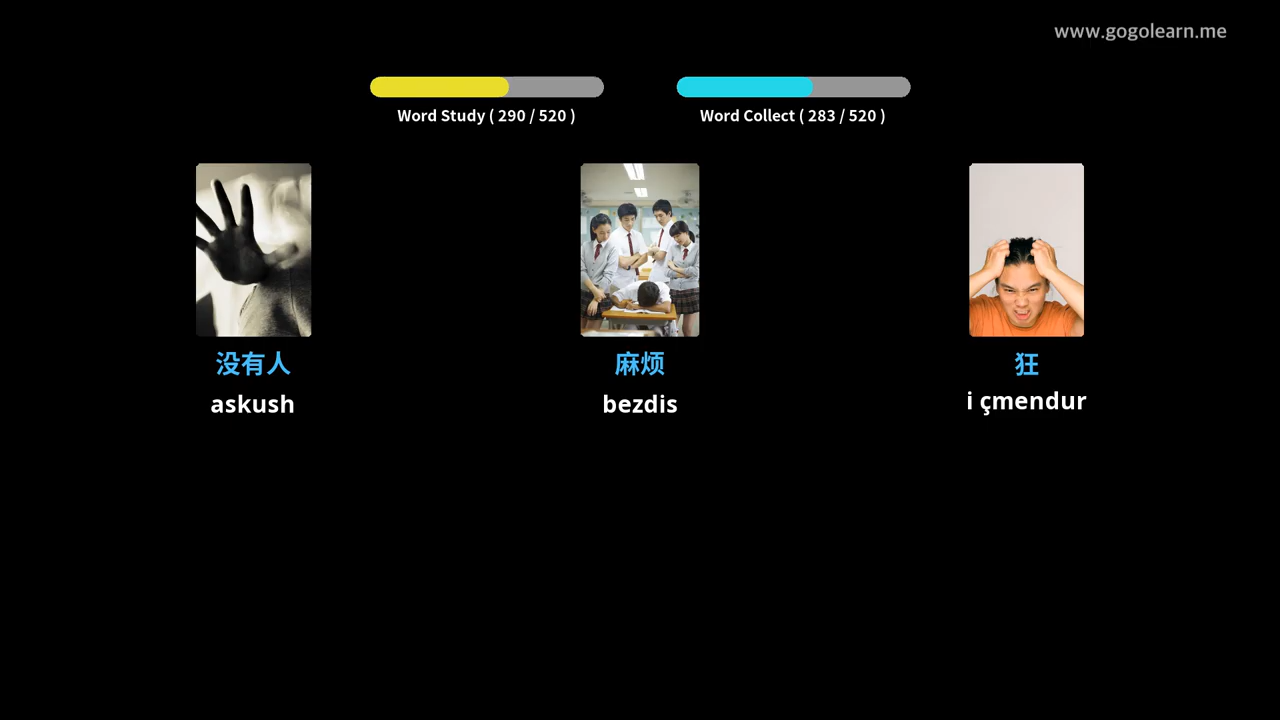 www.gogolearn.me
Word Study ( 290 / 520 )
Word Collect ( 283 / 520 )
没有人
麻烦
狂
askush
bezdis
i çmendur